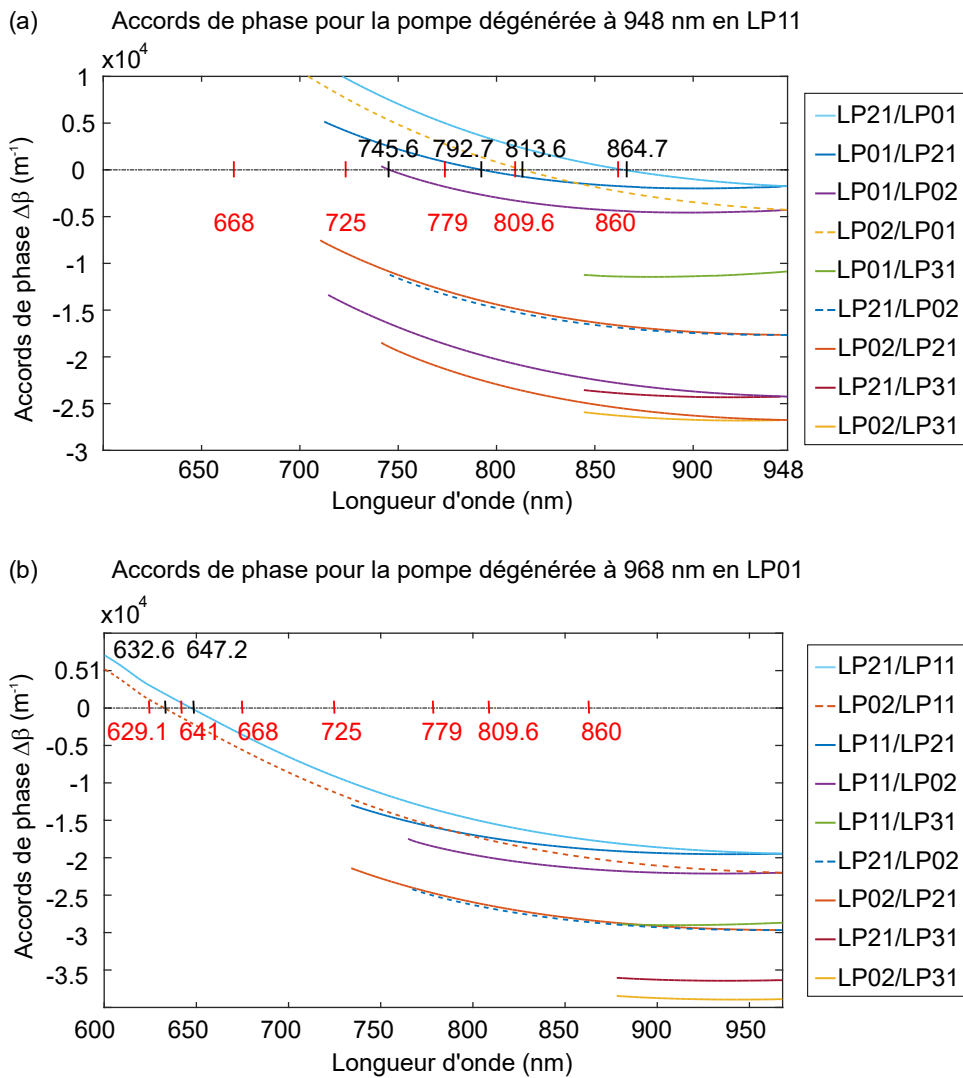 (a) Accords de phase pour la pompe dégénérée à 948 nm en LP11
x10⁴
Accords de phase Δβ (m⁻¹)
1
0.5
0
-0.5
-1
-1.5
-2
-2.5
-3
745.6 792.7 813.6 864.7
668 725 779 809.6 860
650 700 750 800 850 900 948
Longueur d'onde (nm)
LP21/LP01
LP01/LP21
LP01/LP02
LP02/LP01
LP01/LP31
LP21/LP02
LP02/LP21
LP21/LP31
LP02/LP31
(b) Accords de phase pour la pompe dégénérée à 968 nm en LP01
x10⁴
Accords de phase Δβ (m⁻¹)
0.51
0
-0.5
-1
-1.5
-2
-2.5
-3
-3.5
632.6 647.2
629.1 641 668 725 779 809.6 860
600 650 700 750 800 850 900 950
Longueur d'onde (nm)
LP21/LP11
LP02/LP11
LP11/LP21
LP11/LP02
LP11/LP31
LP21/LP02
LP02/LP21
LP21/LP31
LP02/LP31